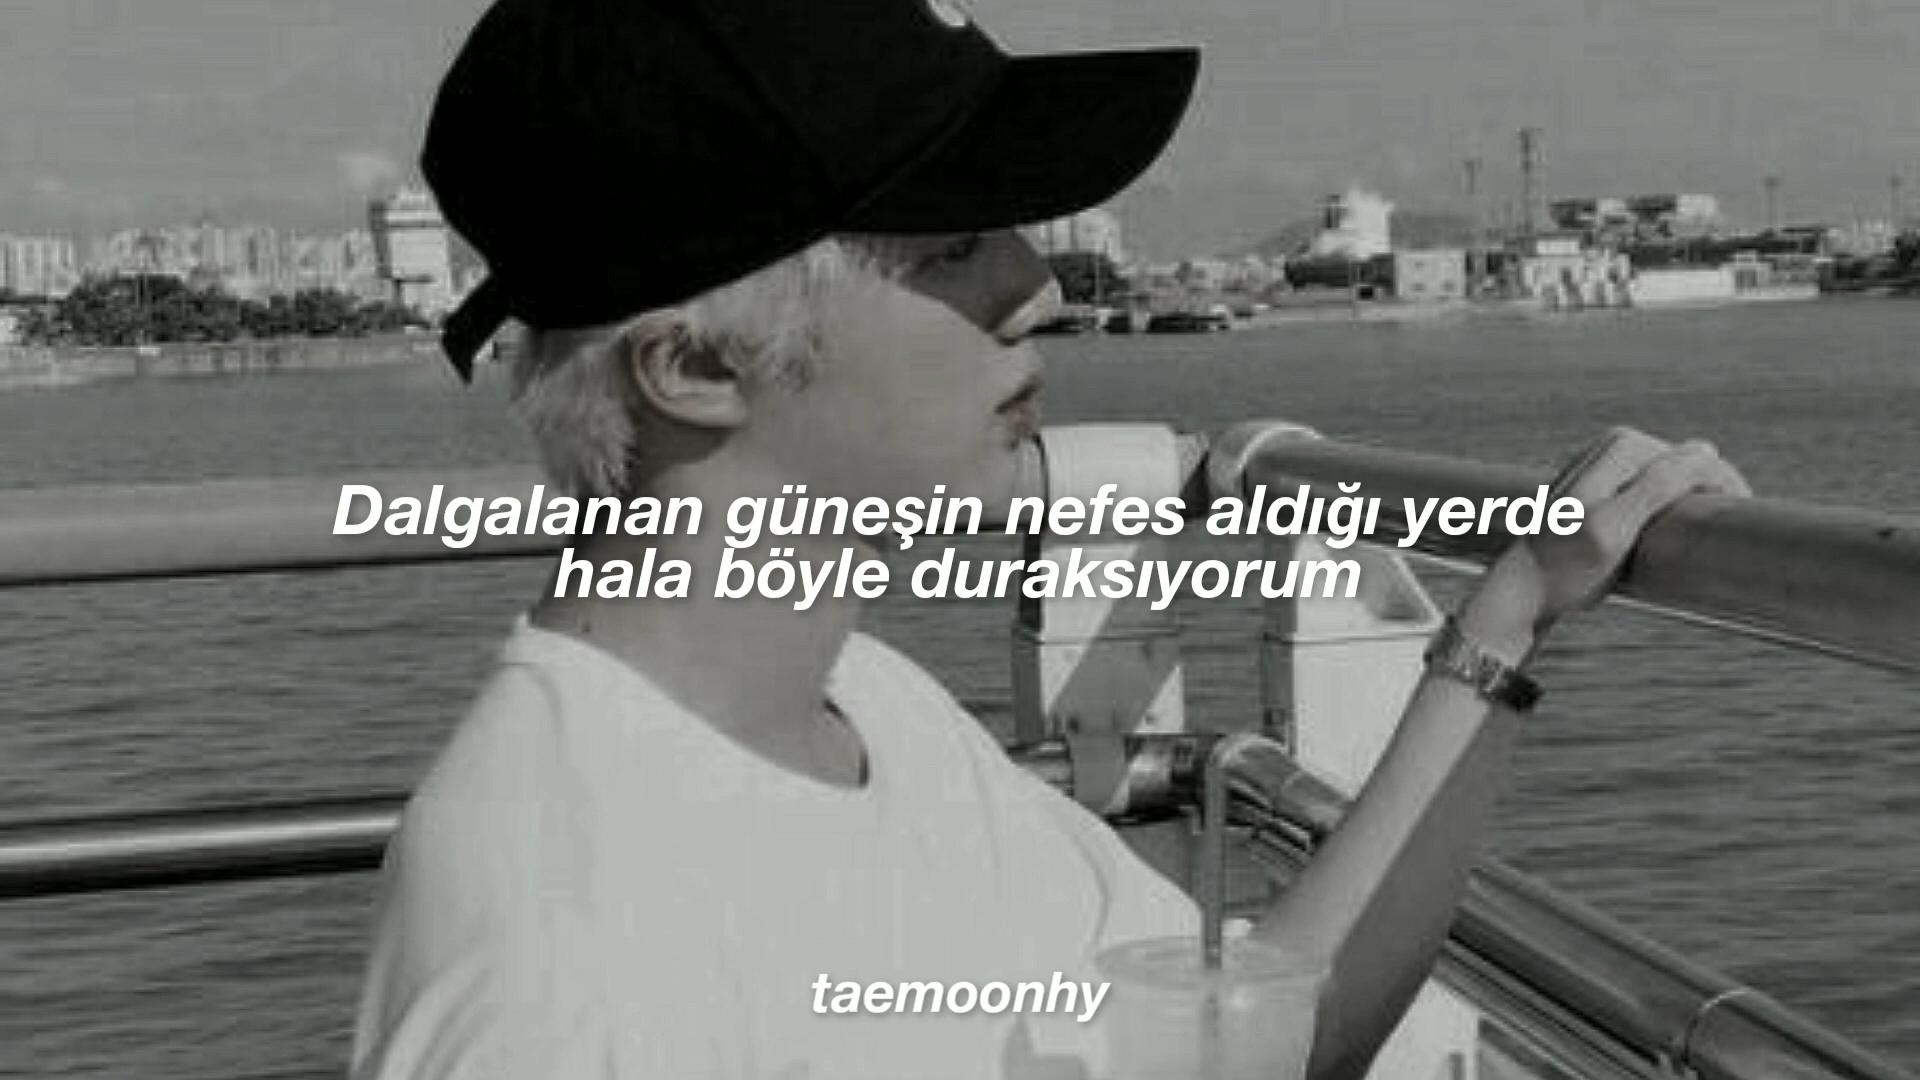 Dalgalanan güneşin nefes aldığı yerde
hala böyle duraksıyorum
taemoonhy